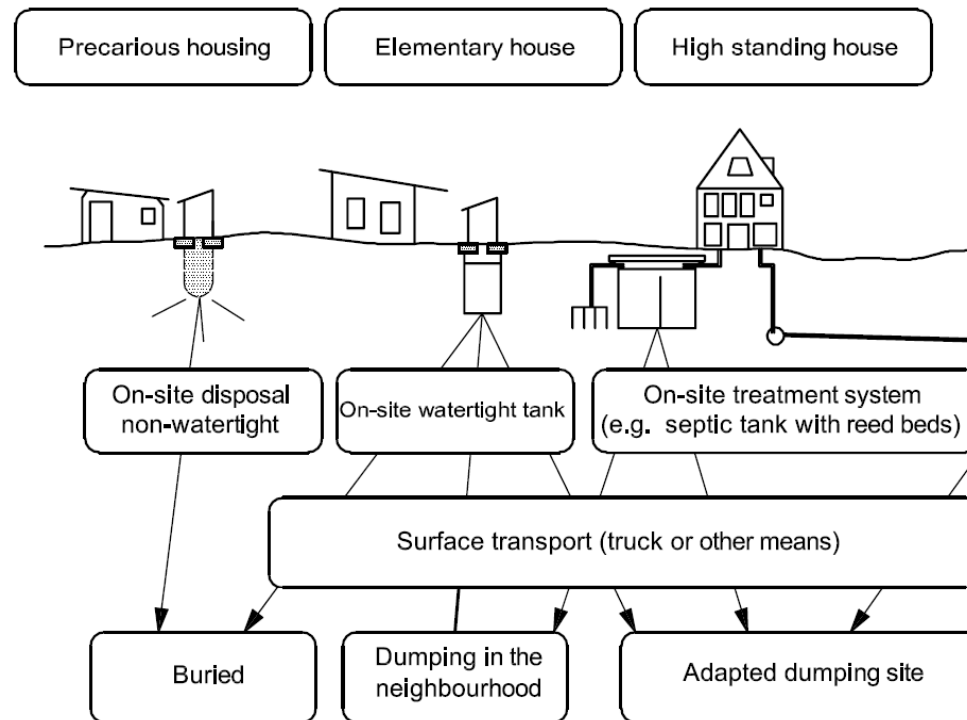 Precarious housing
Elementary house
High standing house
On-site disposal
non-watertight
On-site watertight tank
On-site treatment system
(e.g. septic tank with reed beds)
Surface transport (truck or other means)
Buried
Dumping in the
neighbourhood
Adapted dumping site